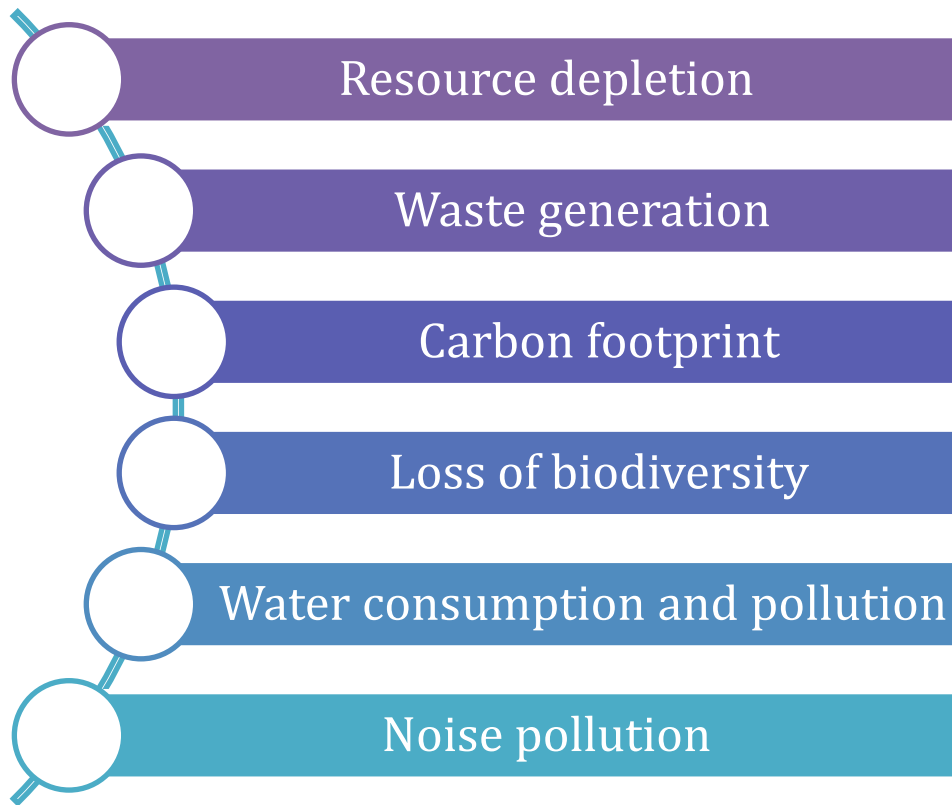 Resource depletion
Waste generation
Carbon footprint
Loss of biodiversity
Water consumption and pollution
Noise pollution